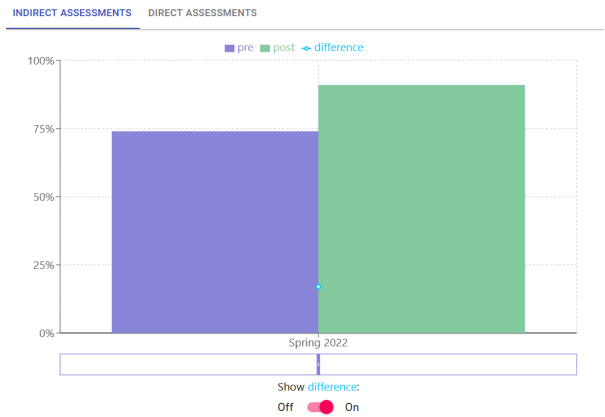 INDIRECT ASSESSMENTS DIRECT ASSESSMENTS
pre post difference
100%
75%
50%
25%
0%
Spring 2022
Show difference:
Off On